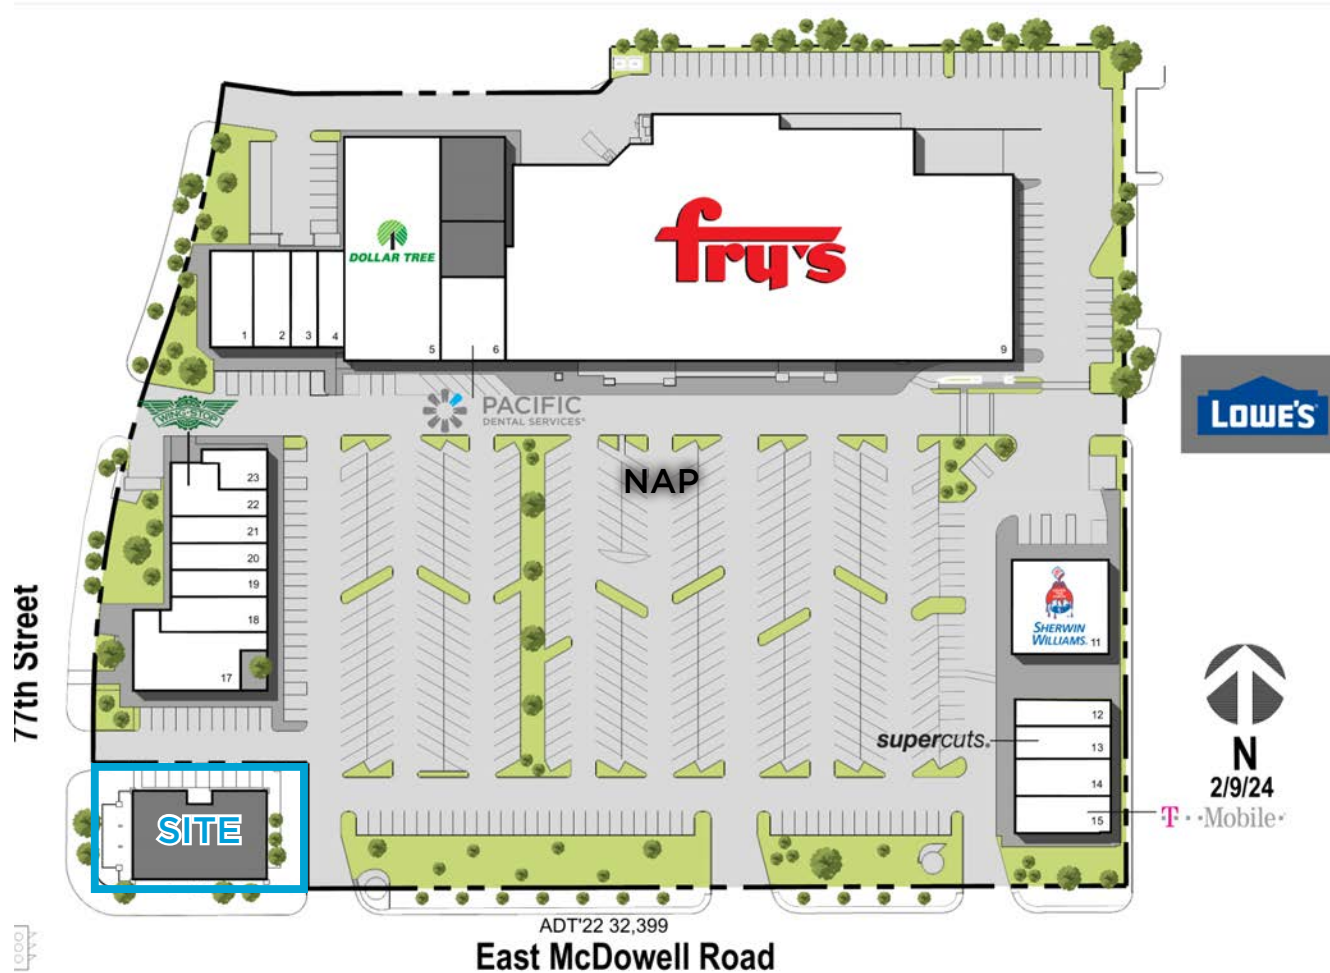 DOLLAR TREE
fry's
1
2
3
4
5
6
9
WING·STOP
PACIFIC
DENTAL SERVICES®
LOWE'S
NAP
23
22
21
20
19
18
17
SHERWIN
WILLIAMS. 11
12
supercuts.
13
14
15
T··Mobile·
77th Street
N
2/9/24
SITE
ADT'22 32,399
East McDowell Road